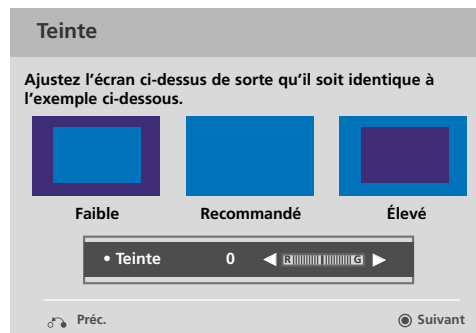 Teinte
Ajustez l'écran ci-dessus de sorte qu'il soit identique à
l'exemple ci-dessous.
Faible Recommandé Élevé
• Teinte 0 R G
Préc. Suivant